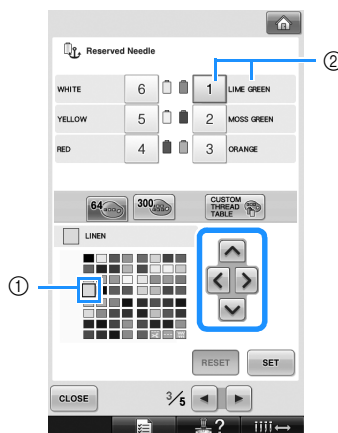 Reserved Needle
②
WHITE 6 1 LIME GREEN
YELLOW 5 2 MOSS GREEN
RED 4 3 ORANGE
64 300 CUSTOM
THREAD
TABLE
LINEN
①
RESET SET
CLOSE 3/5
?